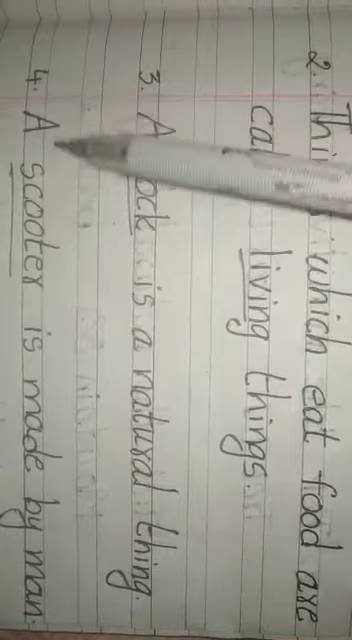 2. which eat food are
living things.
3. A is a natural thing.
4. A scooter is made by man.